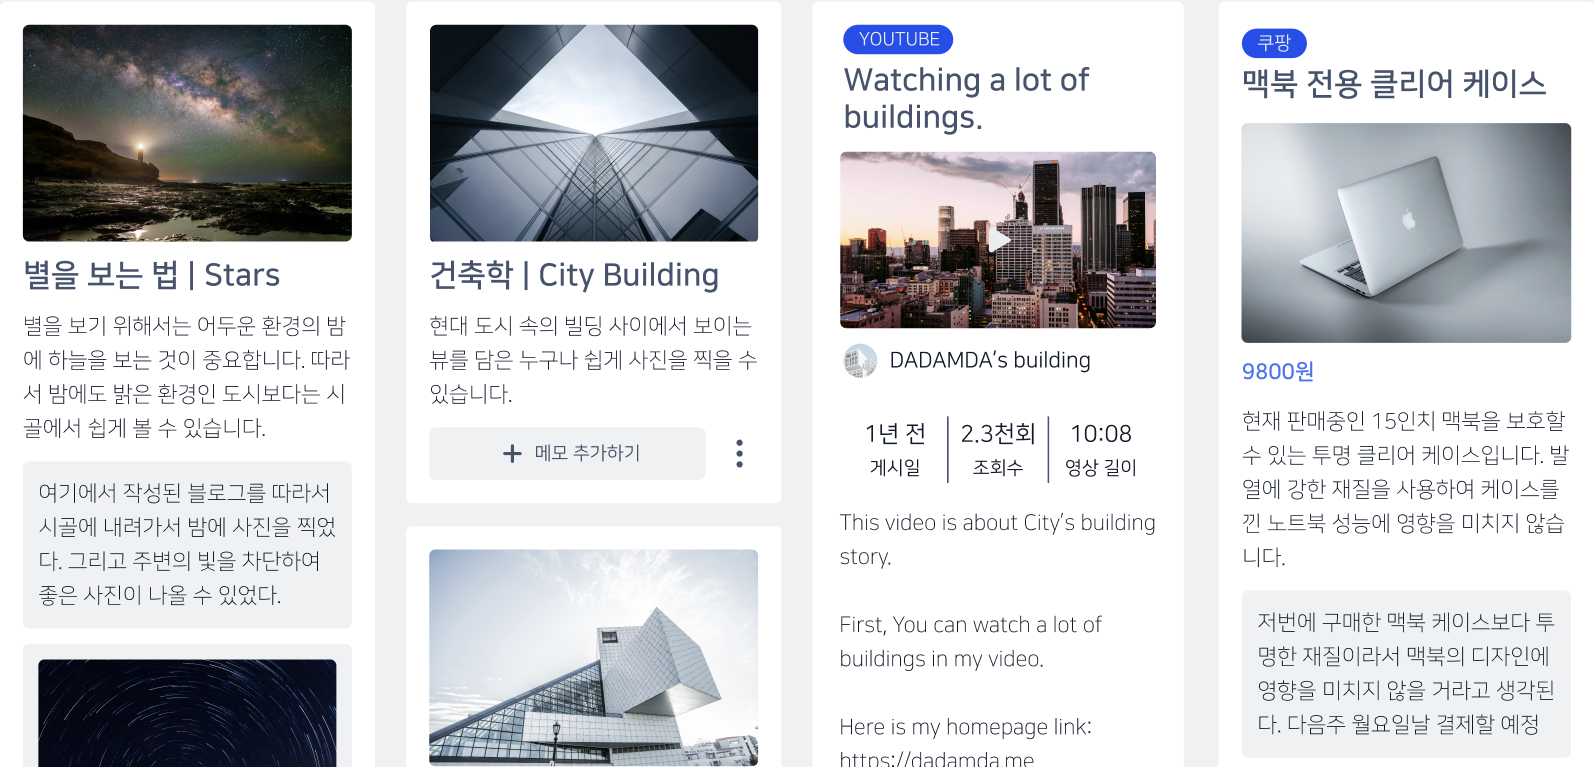 별을 보는 법 | Stars
별을 보기 위해서는 어두운 환경의 밤
에 하늘을 보는 것이 중요합니다. 따라
서 밤에도 밝은 환경인 도시보다는 시
골에서 쉽게 볼 수 있습니다.
여기에서 작성된 블로그를 따라서
시골에 내려가서 밤에 사진을 찍었
다. 그리고 주변의 빛을 차단하여
좋은 사진이 나올 수 있었다.
건축학 | City Building
현대 도시 속의 빌딩 사이에서 보이는
뷰를 담은 누구나 쉽게 사진을 찍을 수
있습니다.
+ 메모 추가하기
YOUTUBE
Watching a lot of
buildings.
DADAMDA's building
1년 전
게시일
2.3천회
조회수
10:08
영상 길이
This video is about City's building
story.
First, You can watch a lot of
buildings in my video.
Here is my homepage link:
https://dadamda.me
쿠팡
맥북 전용 클리어 케이스
9800원
현재 판매중인 15인치 맥북을 보호할
수 있는 투명 클리어 케이스입니다. 발
열에 강한 재질을 사용하여 케이스를
낀 노트북 성능에 영향을 미치지 않습
니다.
저번에 구매한 맥북 케이스보다 투
명한 재질이라서 맥북의 디자인에
영향을 미치지 않을 거라고 생각된
다. 다음주 월요일날 결제할 예정